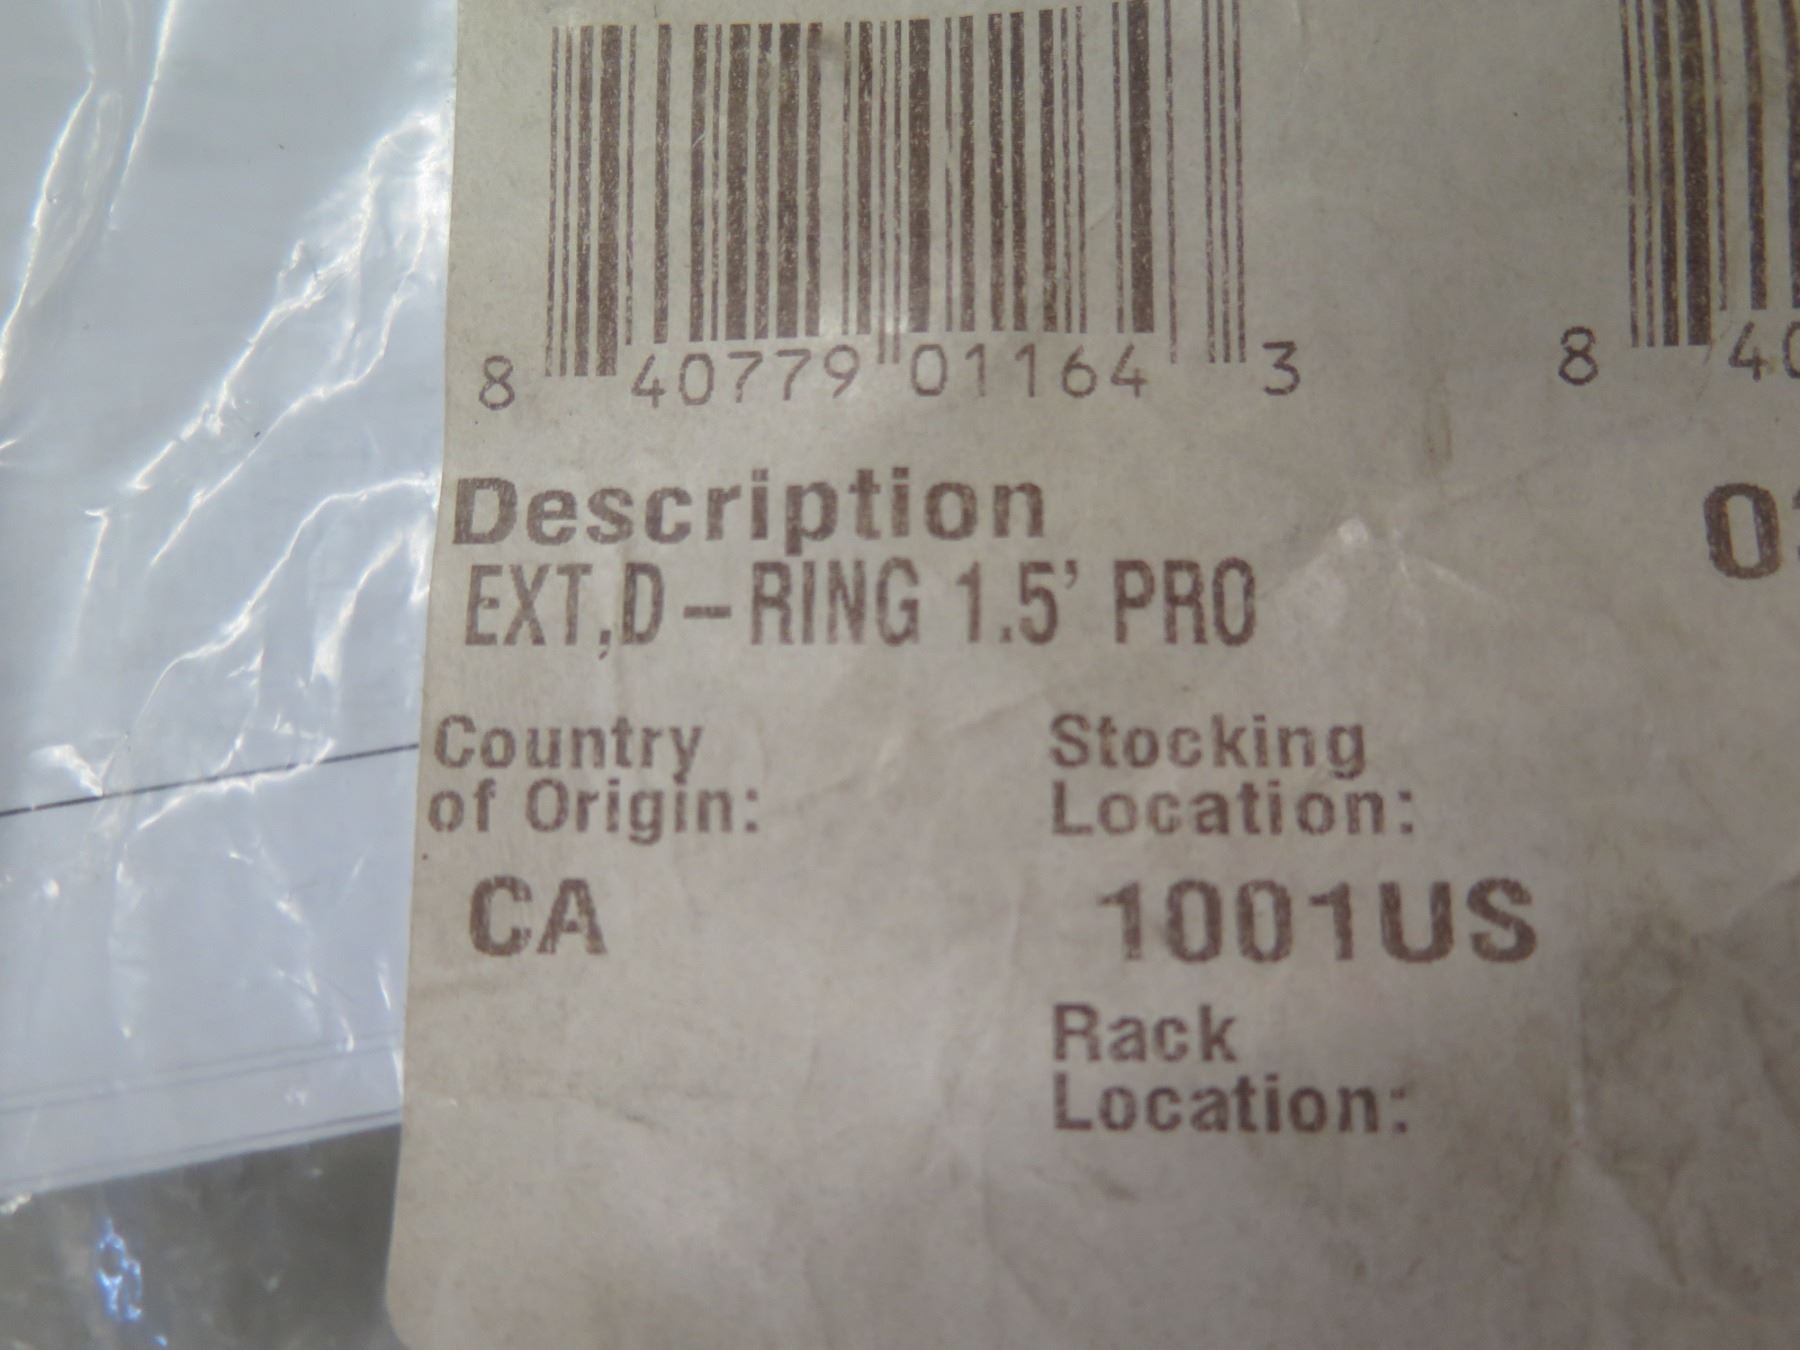 8 40779 01164 3
8 40
Description
EXT,D-RING 1.5' PRO
Country
of Origin:
Stocking
Location:
CA
1001US
Rack
Location: